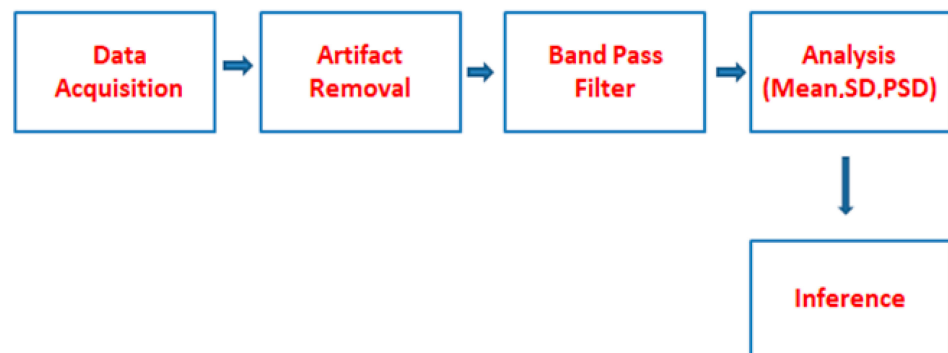 Data
Acquisition
Artifact
Removal
Band Pass
Filter
Analysis
(Mean,SD,PSD)
Inference